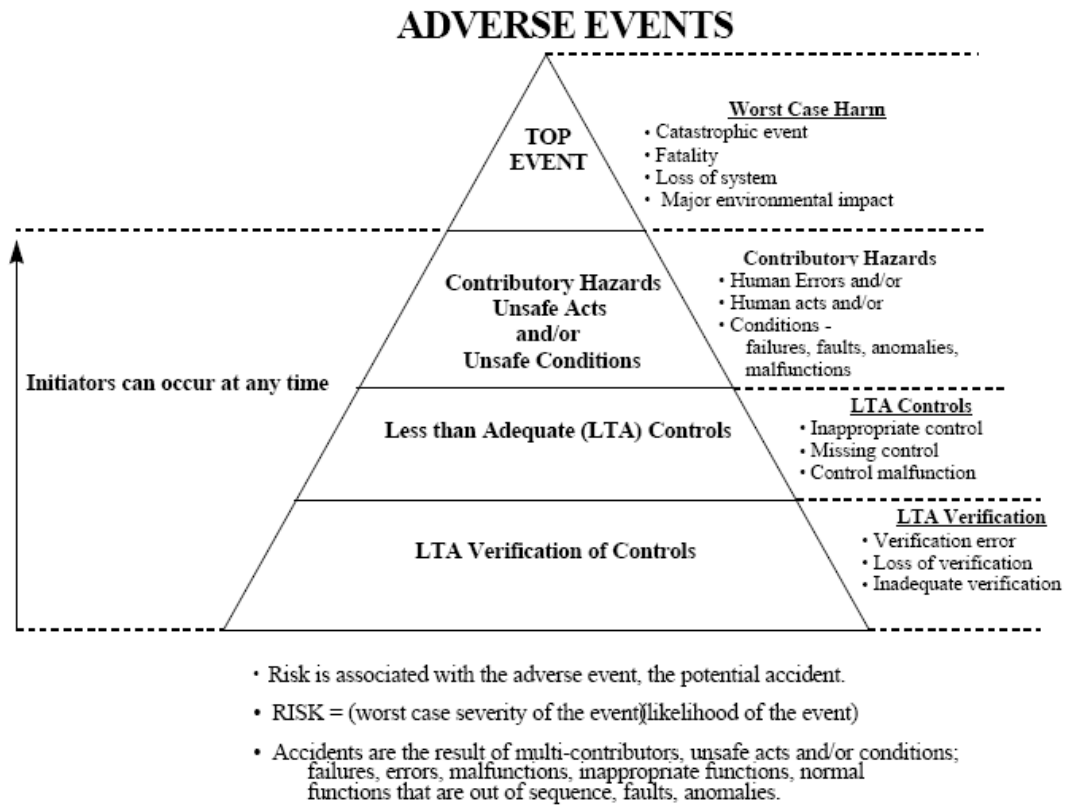 ADVERSE EVENTS
TOP
EVENT
Worst Case Harm
• Catastrophic event
• Fatality
• Loss of system
• Major environmental impact
Contributory Hazards
Unsafe Acts
and/or
Unsafe Conditions
Contributory Hazards
• Human Errors and/or
• Human acts and/or
• Conditions -
failures, faults, anomalies,
malfunctions
Initiators can occur at any time
Less than Adequate (LTA) Controls
LTA Controls
• Inappropriate control
• Missing control
• Control malfunction
LTA Verification of Controls
LTA Verification
• Verification error
• Loss of verification
• Inadequate verification
• Risk is associated with the adverse event, the potential accident.
• RISK = (worst case severity of the event)(likelihood of the event)
• Accidents are the result of multi-contributors, unsafe acts and/or conditions;
failures, errors, malfunctions, inappropriate functions, normal
functions that are out of sequence, faults, anomalies.